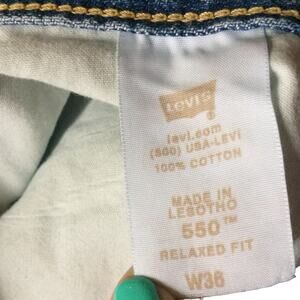 Levi's
®
levi.com
(800) USA-LEVI
100% COTTON
MADE IN
LESOTHO
550™
RELAXED FIT
W36